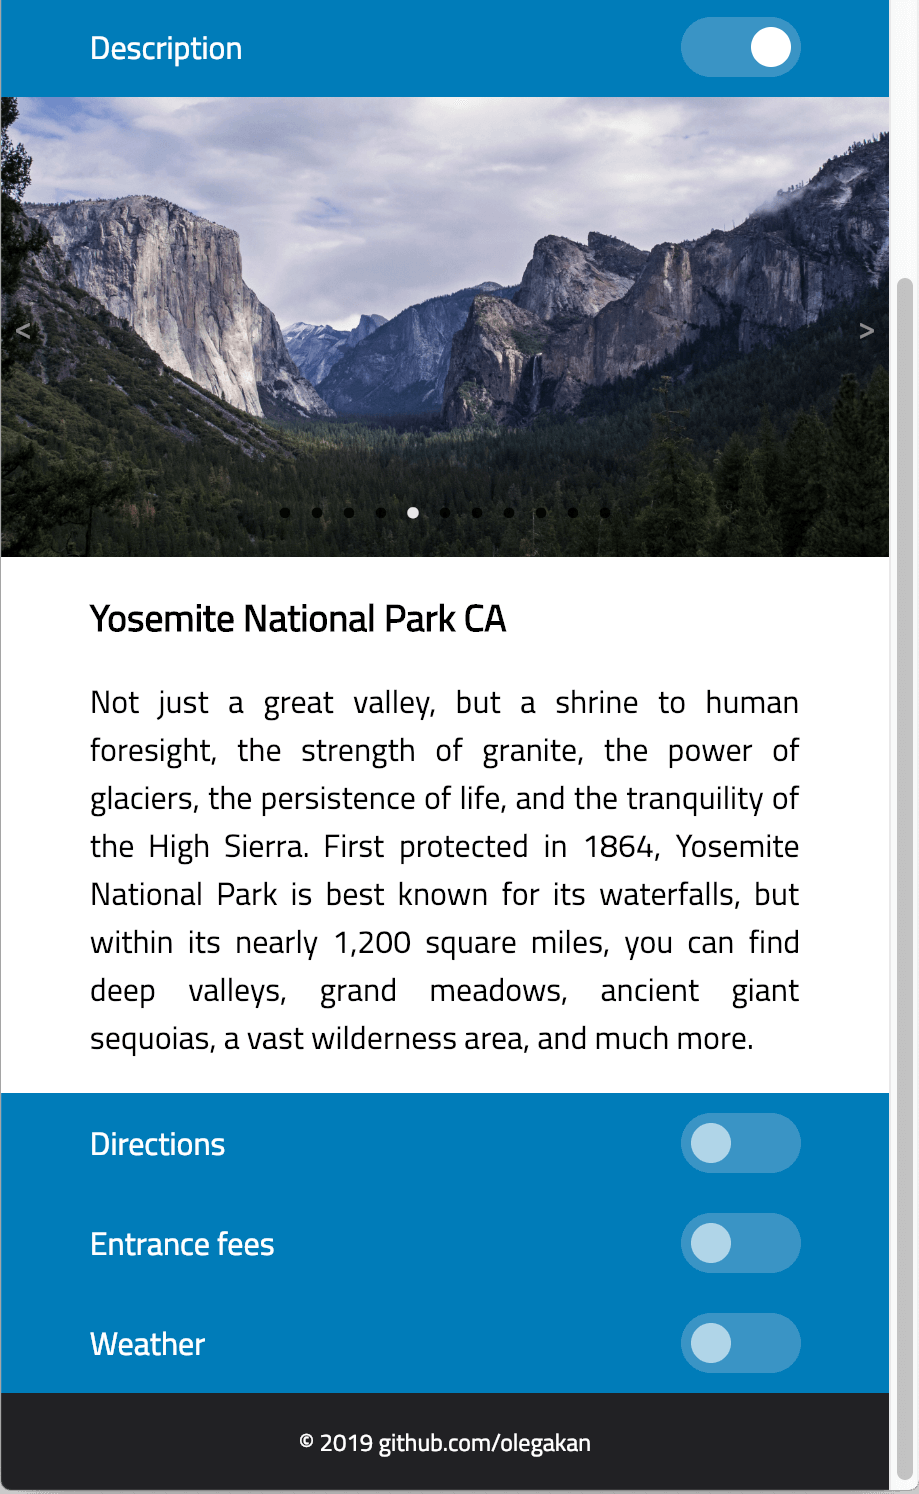 Description
< >
Yosemite National Park CA
Not just a great valley, but a shrine to human
foresight, the strength of granite, the power of
glaciers, the persistence of life, and the tranquility of
the High Sierra. First protected in 1864, Yosemite
National Park is best known for its waterfalls, but
within its nearly 1,200 square miles, you can find
deep valleys, grand meadows, ancient giant
sequoias, a vast wilderness area, and much more.
Directions
Entrance fees
Weather
© 2019 github.com/olegakan